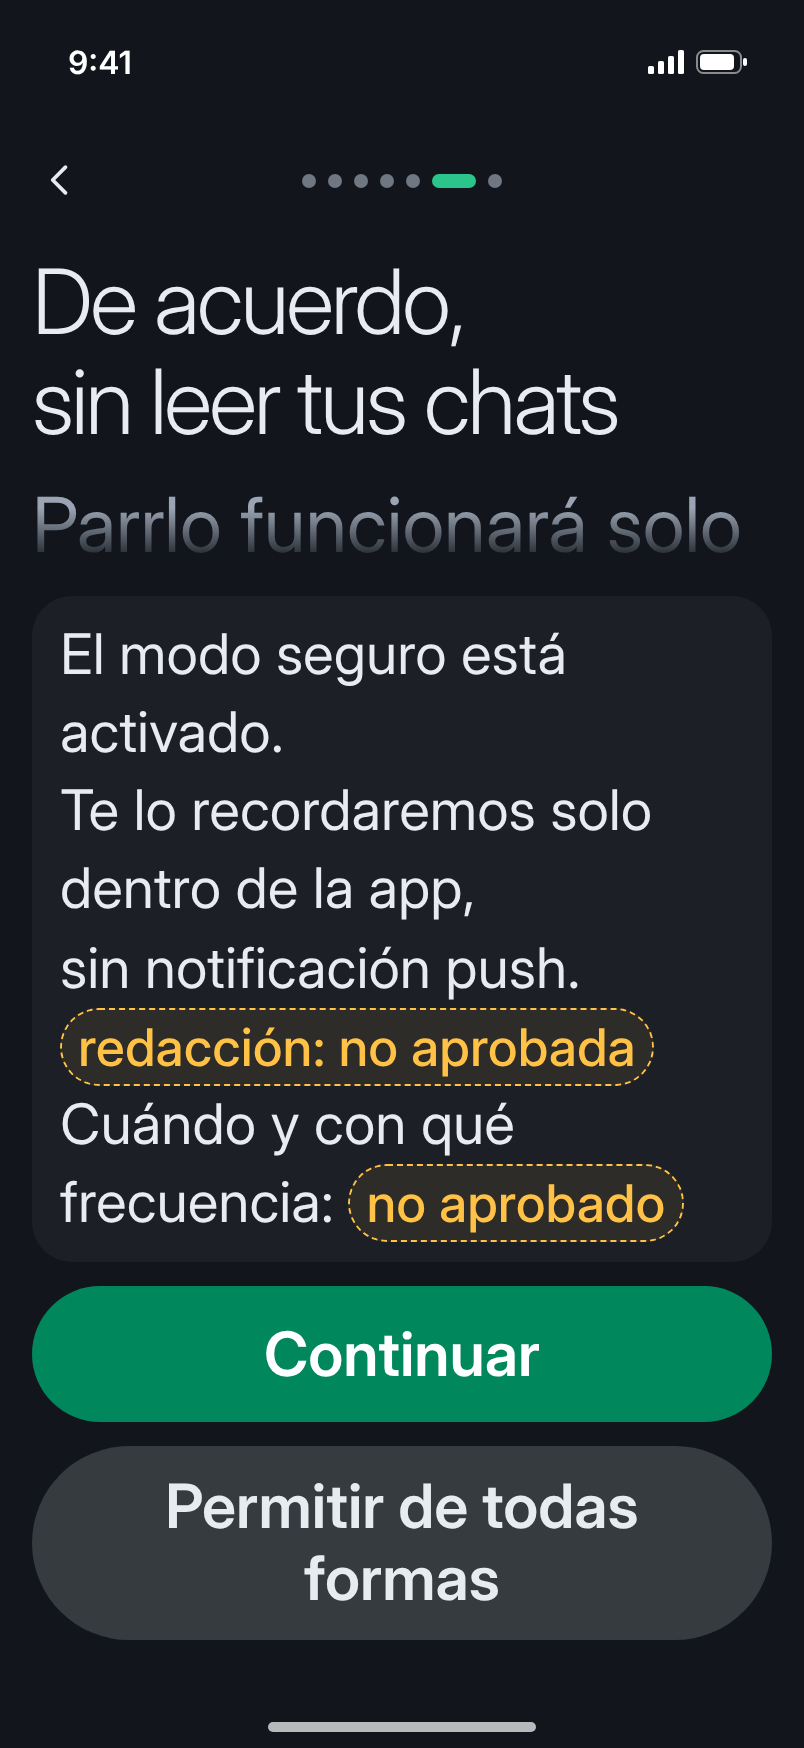 9:41
De acuerdo,
sin leer tus chats
Parrlo funcionará solo
El modo seguro está
activado.
Te lo recordaremos solo
dentro de la app,
sin notificación push.
redacción: no aprobada
Cuándo y con qué
frecuencia: no aprobado
Continuar
Permitir de todas
formas